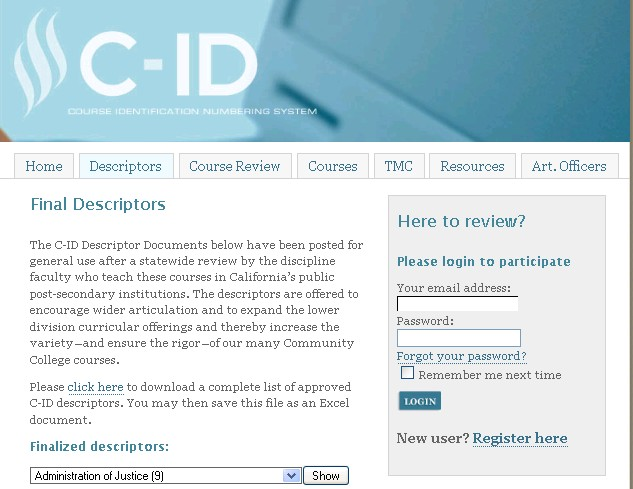 C-ID
COURSE IDENTIFICATION NUMBERING SYSTEM
Home Descriptors Course Review Courses TMC Resources Art. Officers
Final Descriptors
The C-ID Descriptor Documents below have been posted for
general use after a statewide review by the discipline
faculty who teach these courses in California's public
post-secondary institutions. The descriptors are offered to
encourage wider articulation and to expand the lower
division curricular offerings and thereby increase the
variety—and ensure the rigor—of our many Community
College courses.
Please click here to download a complete list of approved
C-ID descriptors. You may then save this file as an Excel
document.
Finalized descriptors:
Administration of Justice (9) Show
Here to review?
Please login to participate
Your email address:
Password:
Forgot your password?
Remember me next time
LOGIN
New user? Register here